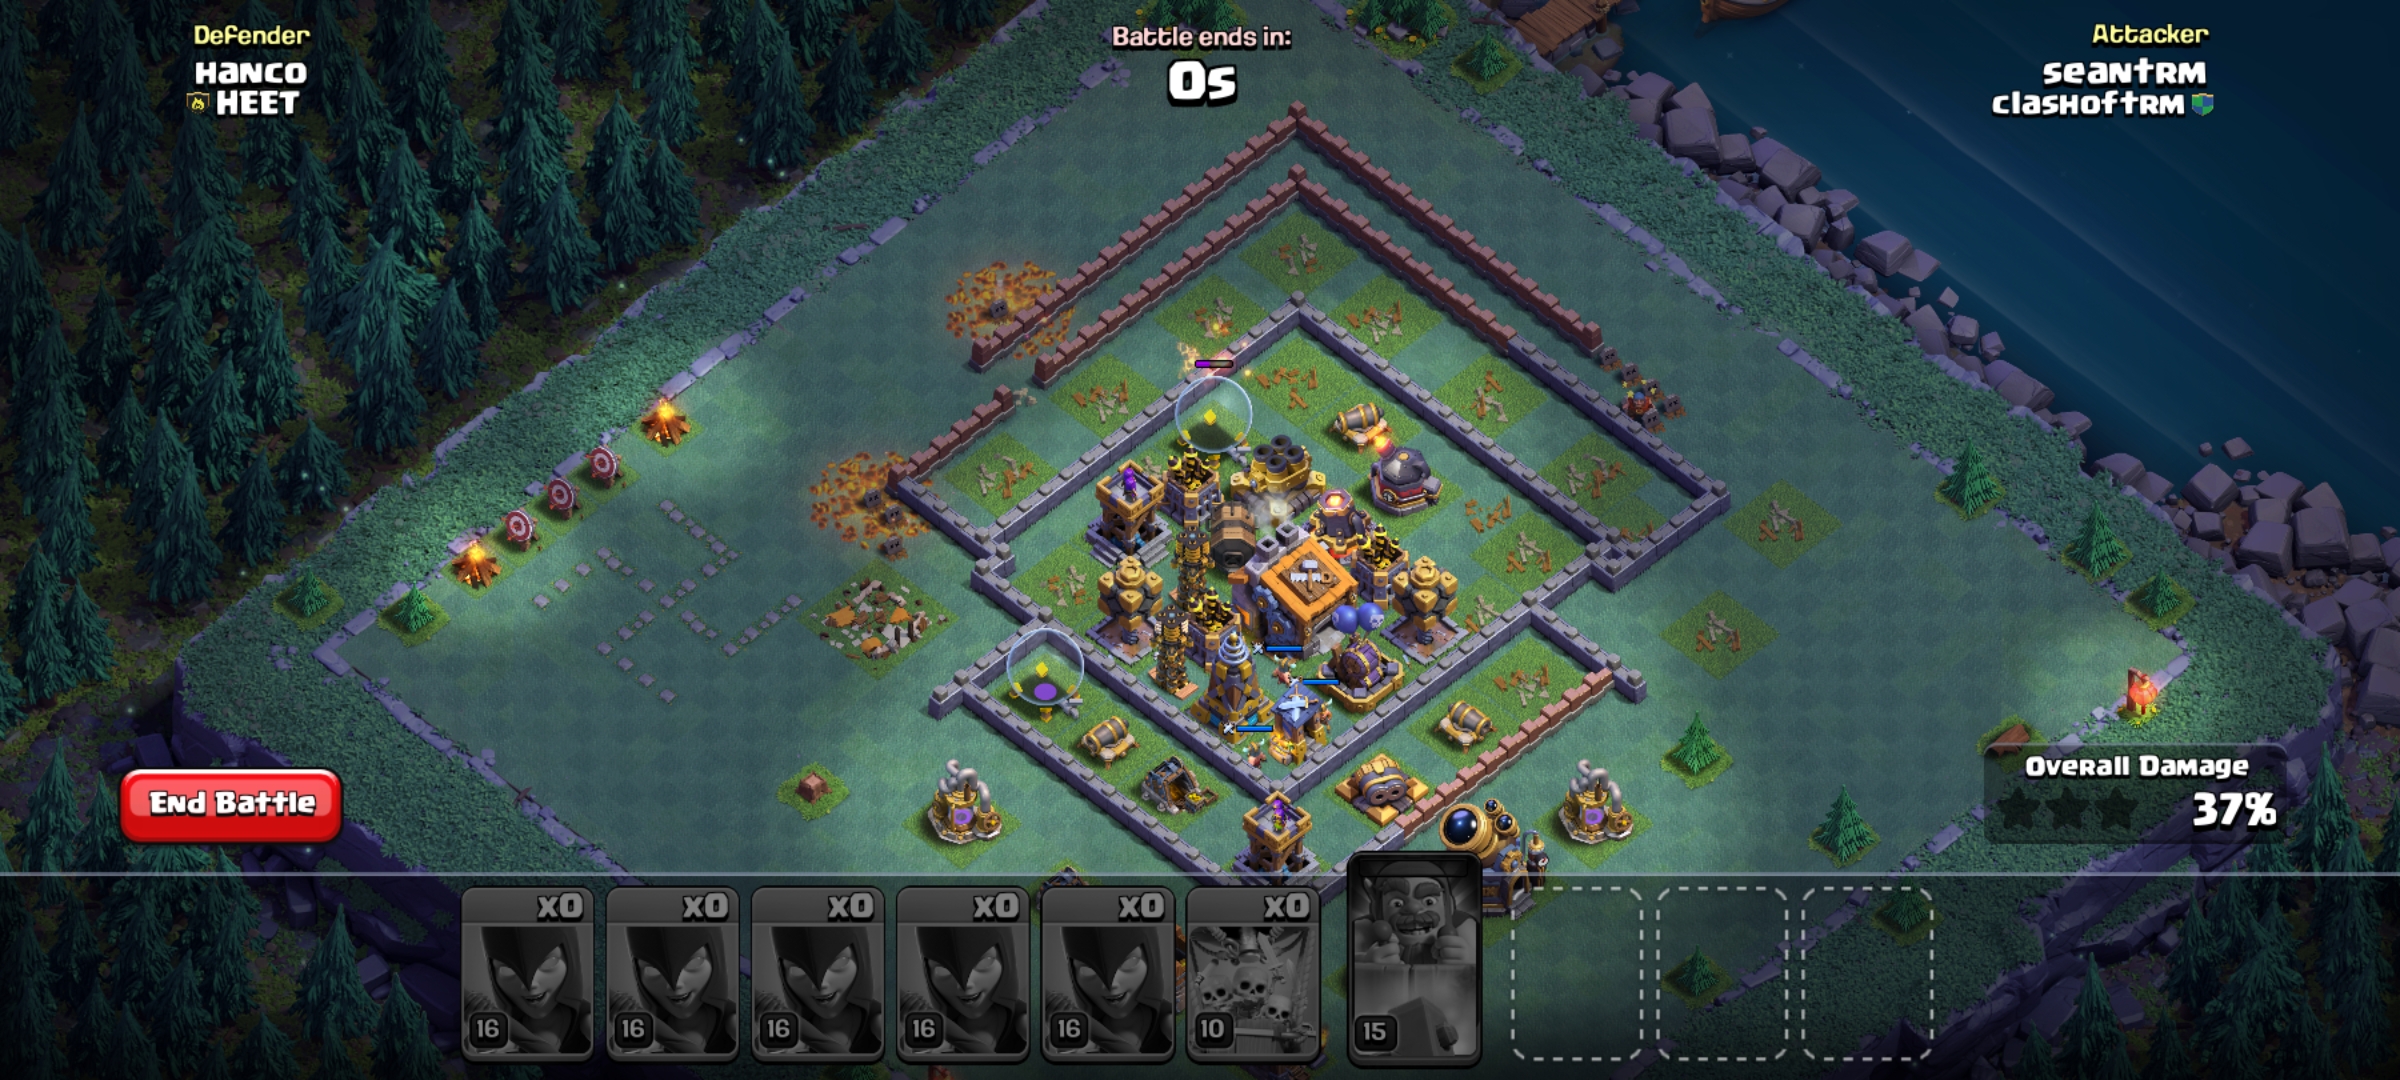 Defender
HANCO
HEET
Battle ends in:
0s
Attacker
seantRM
clashoftRM
End Battle
Overall Damage
37%
x0
x0
x0
x0
x0
x0
16
16
16
16
16
10
15